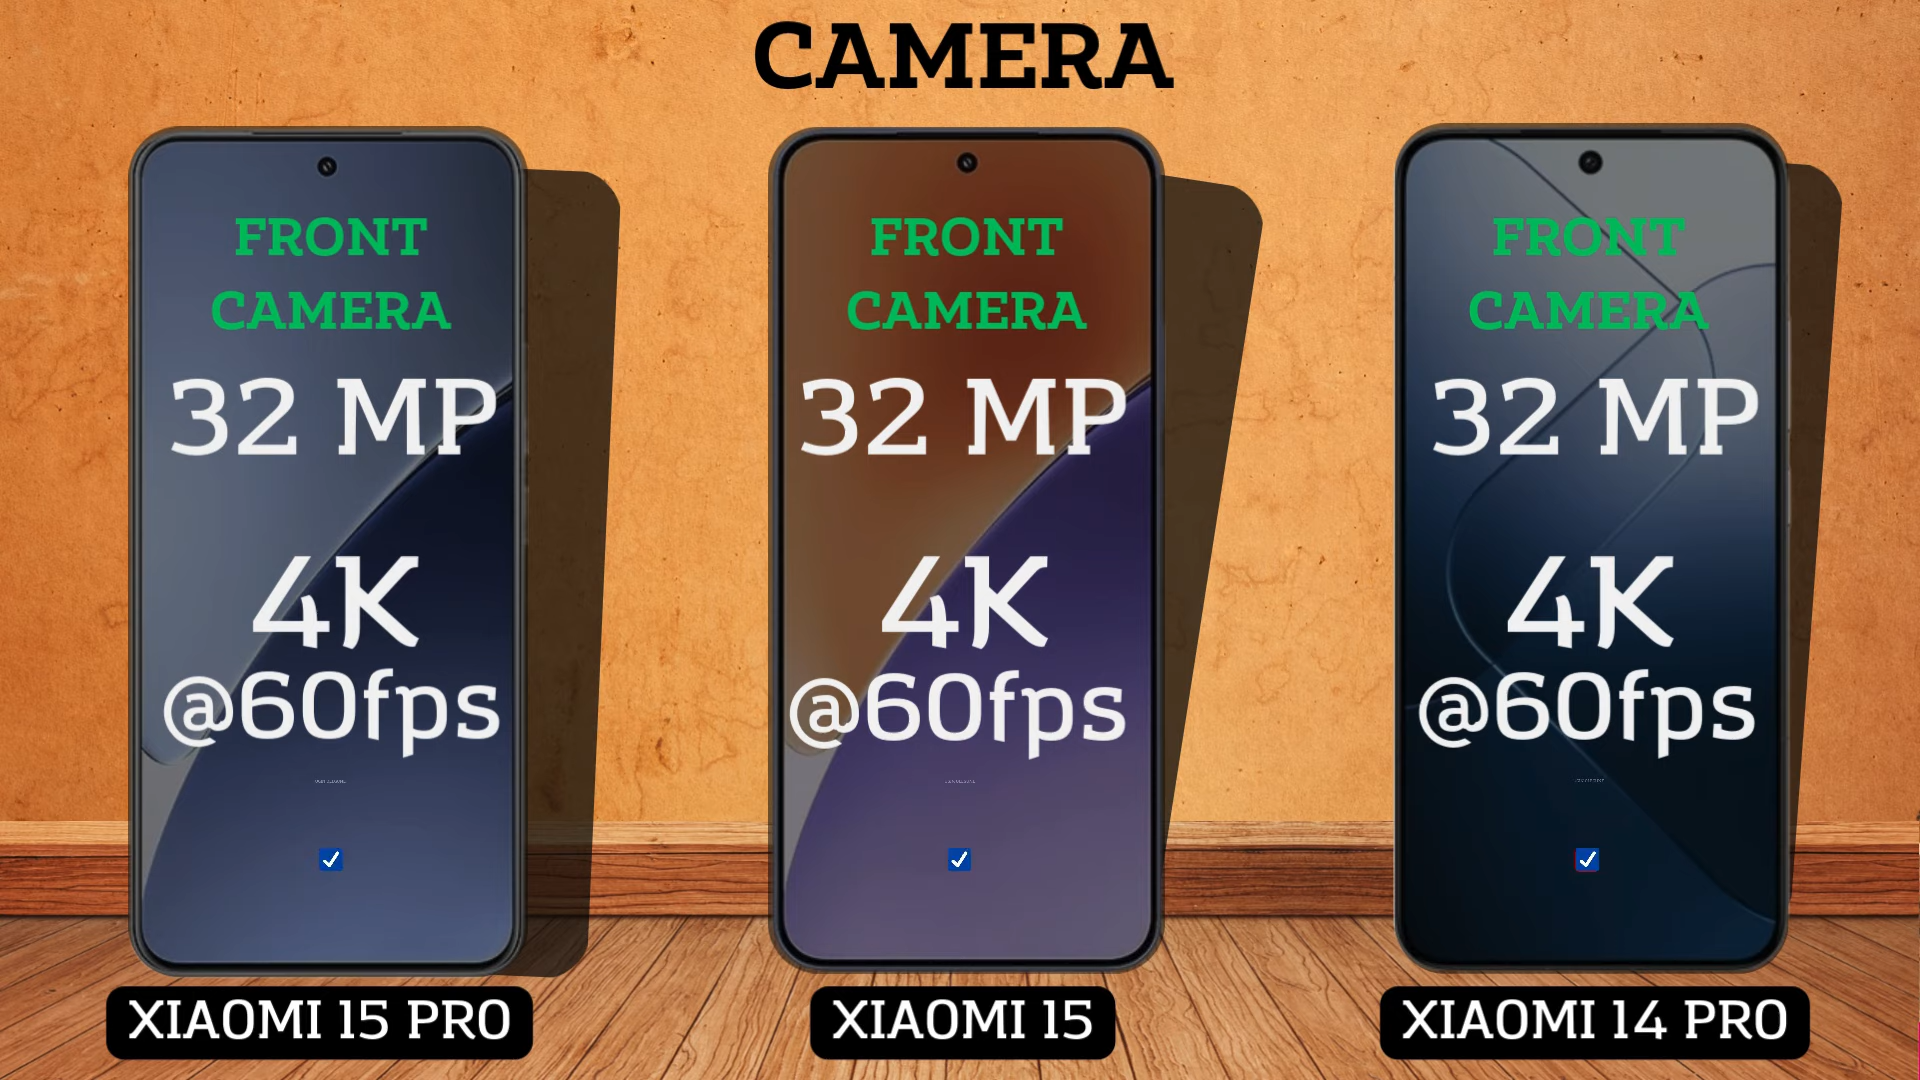 CAMERA
FRONT
CAMERA
32 MP
4K
@60fps
XIAOMI 15 PRO
FRONT
CAMERA
32 MP
4K
@60fps
XIAOMI 15
FRONT
CAMERA
32 MP
4K
@60fps
XIAOMI 14 PRO